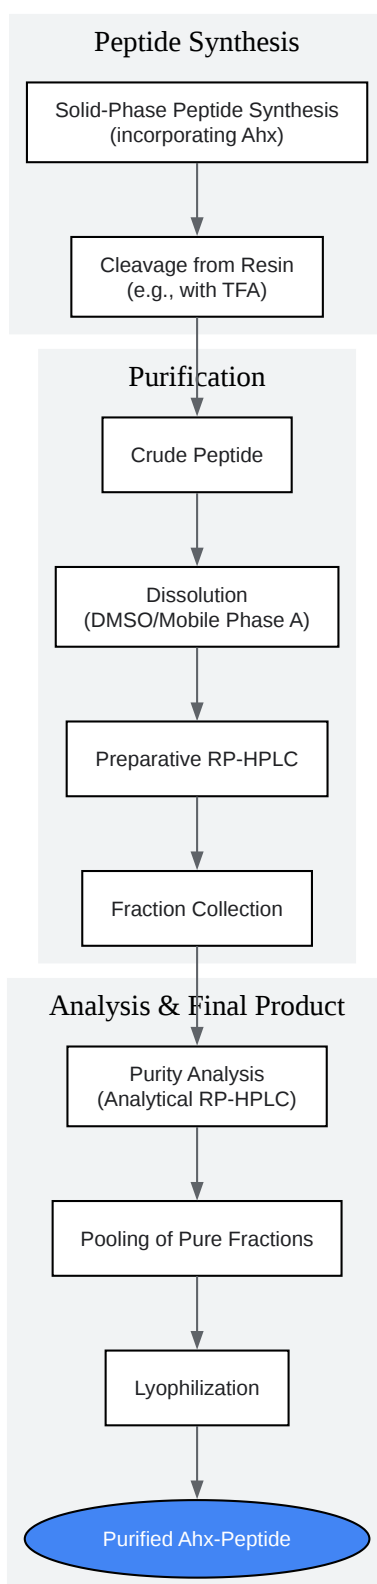 Peptide Synthesis
Solid-Phase Peptide Synthesis
(incorporating Ahx)
Cleavage from Resin
(e.g., with TFA)
Purification
Crude Peptide
Dissolution
(DMSO/Mobile Phase A)
Preparative RP-HPLC
Fraction Collection
Analysis & Final Product
Purity Analysis
(Analytical RP-HPLC)
Pooling of Pure Fractions
Lyophilization
Purified Ahx-Peptide